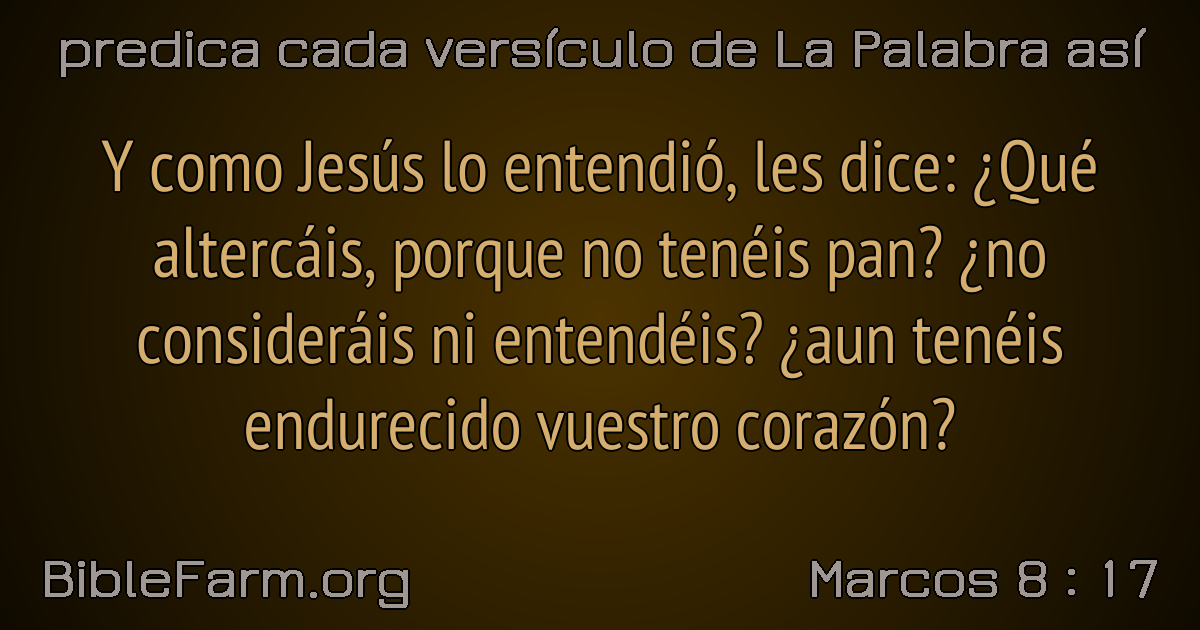 predica cada versículo de La Palabra así
Y como Jesús lo entendió, les dice: ¿Qué
altercáis, porque no tenéis pan? ¿no
consideráis ni entendéis? ¿aun tenéis
endurecido vuestro corazón?
BibleFarm.org
Marcos 8 : 17